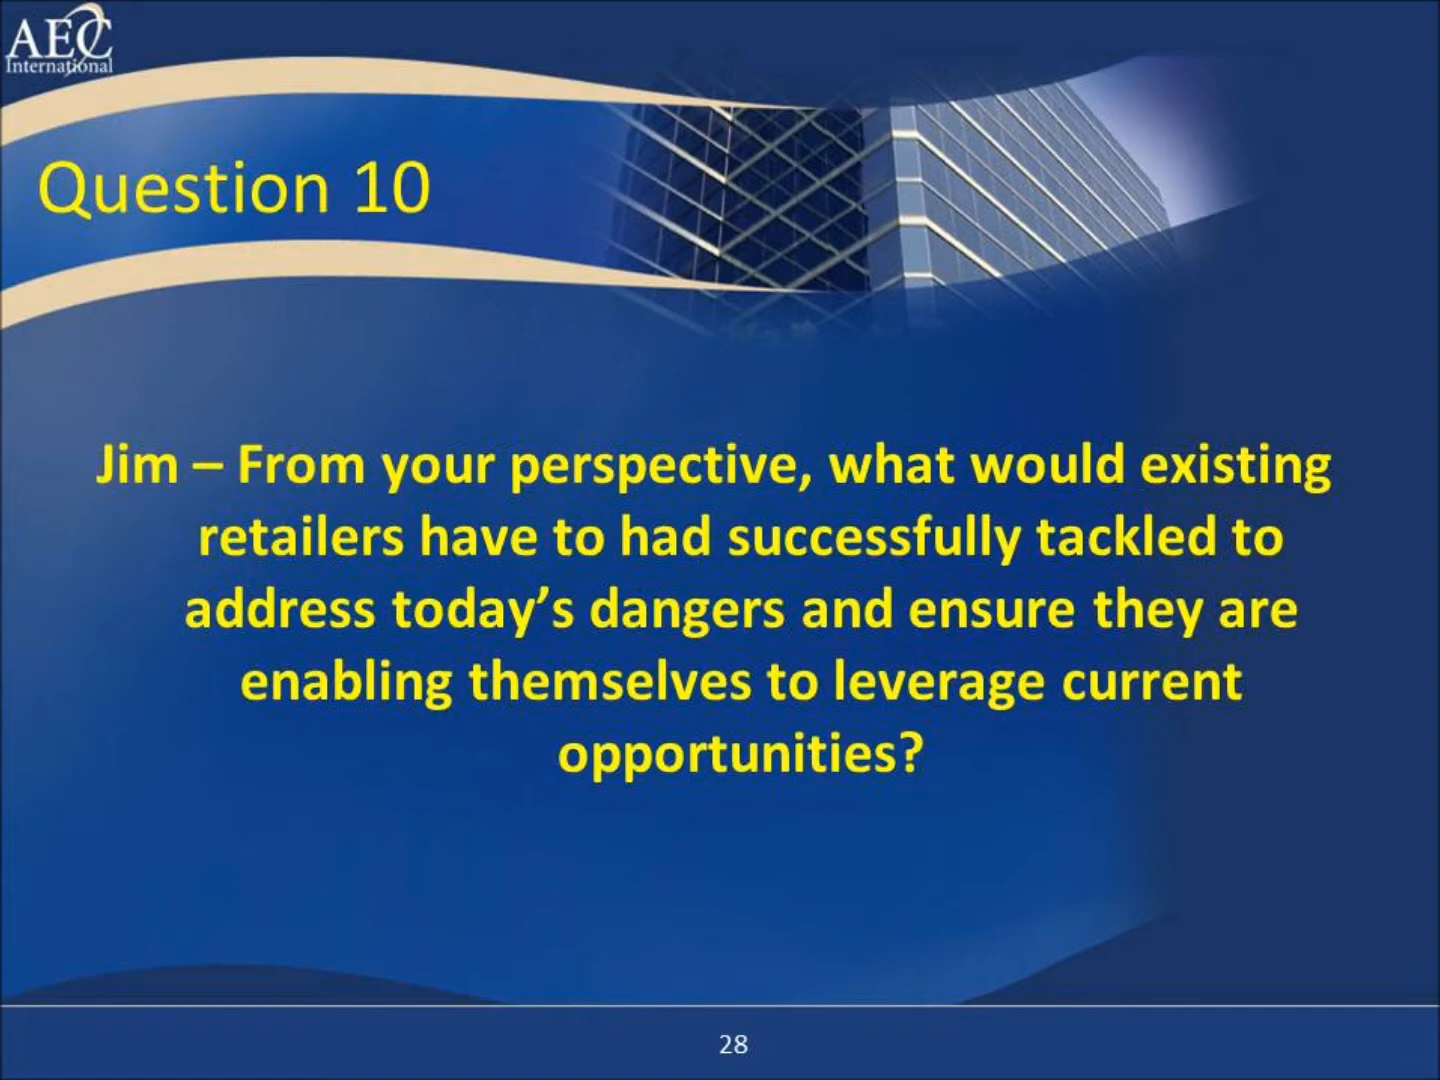 AEC
International
Question 10
Jim – From your perspective, what would existing
retailers have to had successfully tackled to
address today’s dangers and ensure they are
enabling themselves to leverage current
opportunities?
28